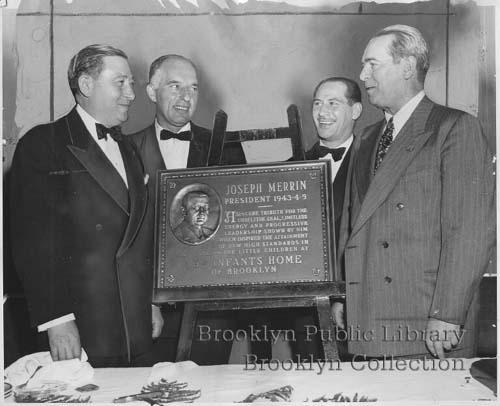 JOSEPH MERRIN
PRESIDENT 1943-4-9
A SINCERE TRIBUTE FOR THE
UNSELFISH ZEAL, LIMITLESS
ENERGY AND PROGRESSIVE
LEADERSHIP SHOWN BY HIM
WHICH INSPIRED THE ATTAINMENT
OF NEW HIGH STANDARDS IN
THE LITTLE CHILDREN AT
INFANTS HOME
OF BROOKLYN
Brooklyn Public Library
Brooklyn Collection